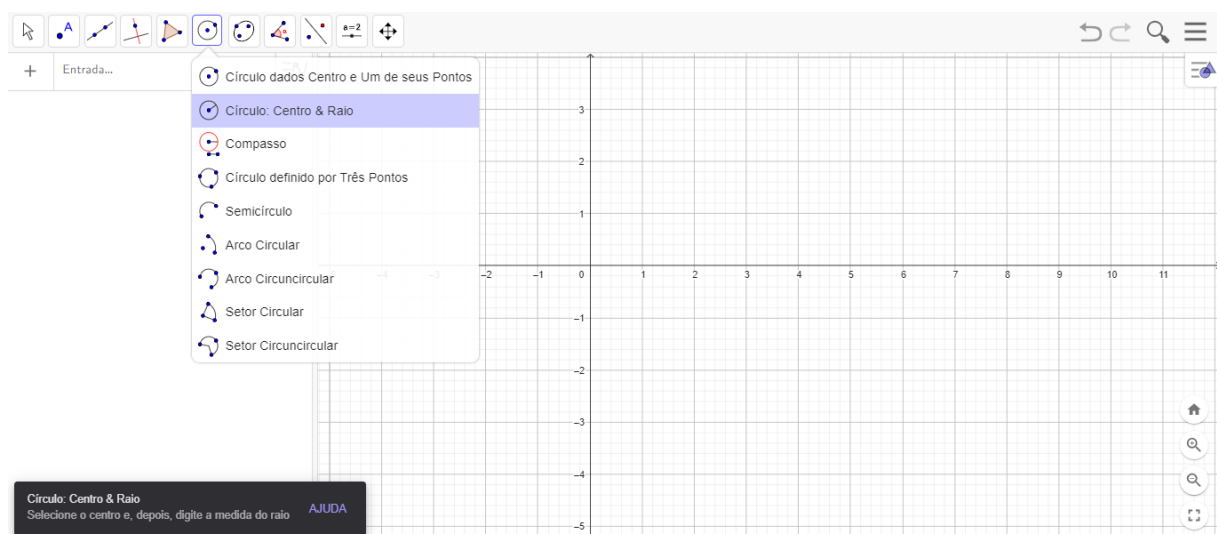 A
α
a=2
Entrada...
Círculo dados Centro e Um de seus Pontos
Círculo: Centro & Raio
Compasso
Círculo definido por Três Pontos
Semicírculo
Arco Circular
Arco Circuncircular
Setor Circular
Setor Circuncircular
3
2
1
–4 –3 –2 –1 0 1 2 3 4 5 6 7 8 9 10 11
–1
–2
–3
–4
–5
Círculo: Centro & Raio
Selecione o centro e, depois, digite a medida do raio
AJUDA